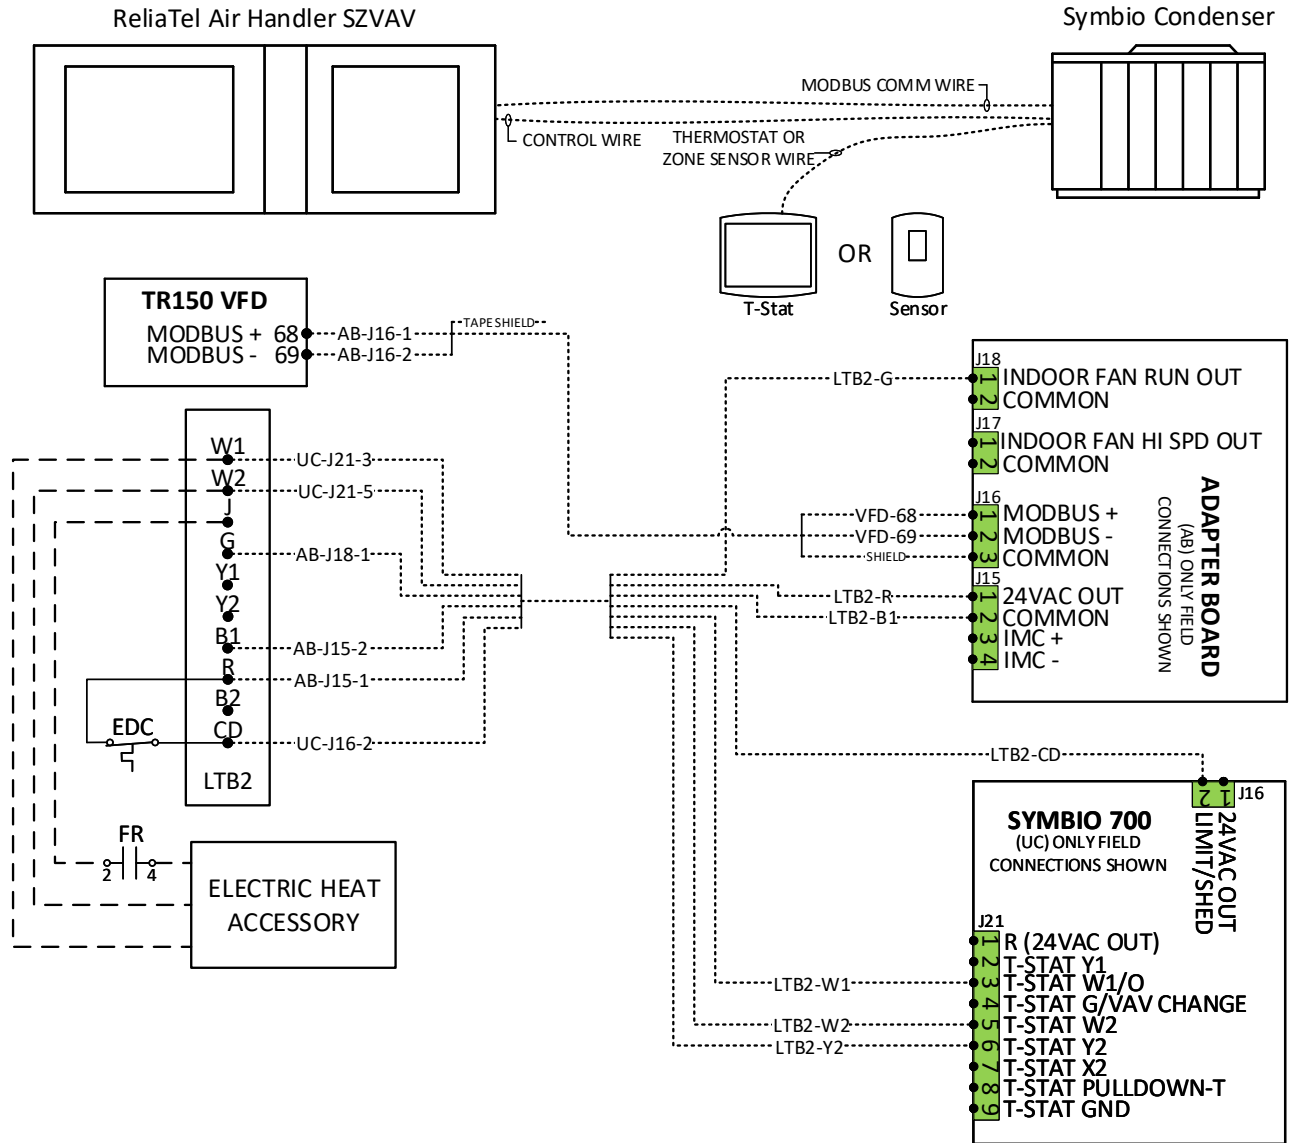 ReliaTel Air Handler SZVAV
Symbio Condenser
MODBUS COMM WIRE
CONTROL WIRE
THERMOSTAT OR
ZONE SENSOR WIRE
OR
T-Stat
Sensor
TR150 VFD
MODBUS + 68
MODBUS - 69
AB-J16-1
AB-J16-2
TAPE SHIELD
W1
W2
J
G
Y1
Y2
B1
R
B2
CD
LTB2
UC-J21-3
UC-J21-5
AB-J18-1
AB-J15-2
AB-J15-1
UC-J16-2
EDC
FR
2 4
ELECTRIC HEAT
ACCESSORY
LTB2-G
VFD-68
VFD-69
SHIELD
LTB2-R
LTB2-B1
J18
1 INDOOR FAN RUN OUT
2 COMMON
J17
1 INDOOR FAN HI SPD OUT
2 COMMON
J16
1 MODBUS +
2 MODBUS -
3 COMMON
J15
1 24VAC OUT
2 COMMON
3 IMC +
4 IMC -
ADAPTER BOARD
(AB) ONLY FIELD
CONNECTIONS SHOWN
LTB2-CD
J16
1 24VAC OUT
2 LIMIT/SHED
SYMBIO 700
(UC) ONLY FIELD
CONNECTIONS SHOWN
J21
1 R (24VAC OUT)
2 T-STAT Y1
3 T-STAT W1/O
4 T-STAT G/VAV CHANGE
5 T-STAT W2
6 T-STAT Y2
7 T-STAT X2
8 T-STAT PULLDOWN-T
9 T-STAT GND
LTB2-W1
LTB2-W2
LTB2-Y2